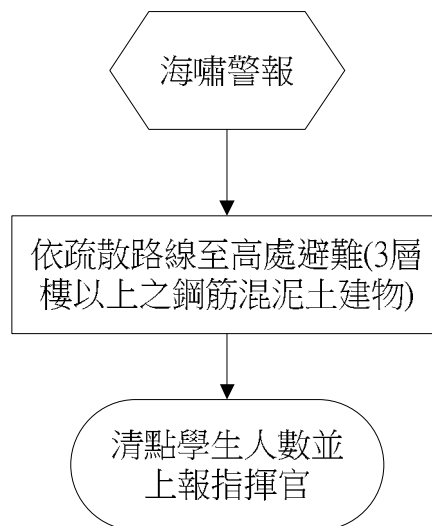 海嘯警報
依疏散路線至高處避難(3層
樓以上之鋼筋混泥土建物)
清點學生人數並
上報指揮官